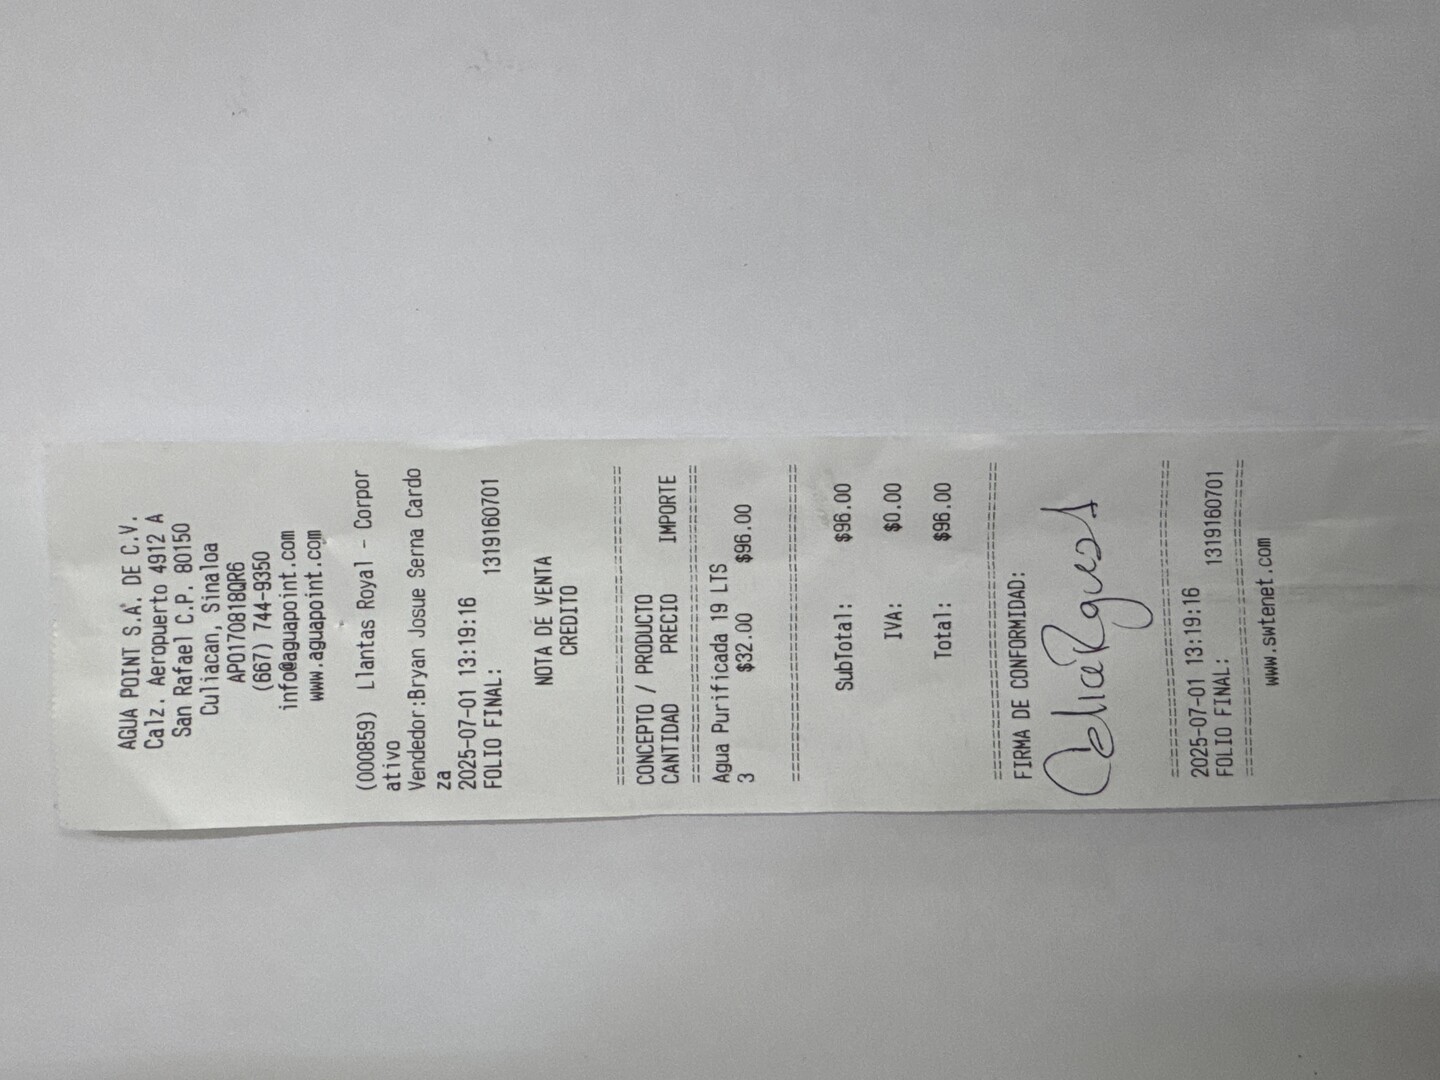 AGUA POINT S.A. DE C.V.
Calz. Aeropuerto 4912 A
San Rafael C.P. 80150
Culiacan, Sinaloa
APO170818QR6
(667) 744-9350
info@aguapoint.com
www.aguapoint.com
(000859) Llantas Royal - Corpor
ativo
Vendedor:Bryan Josue Serna Cardo
za
2025-07-01 13:19:16
FOLIO FINAL: 1319160701
NOTA DE VENTA
CREDITO
================================
CONCEPTO / PRODUCTO
CANTIDAD PRECIO IMPORTE
================================
Agua Purificada 19 LTS
3 $32.00 $96.00
================================
SubTotal: $96.00
IVA: $0.00
Total: $96.00
================================
FIRMA DE CONFORMIDAD:
================================
2025-07-01 13:19:16
FOLIO FINAL: 1319160701
================================
www.swtenet.com